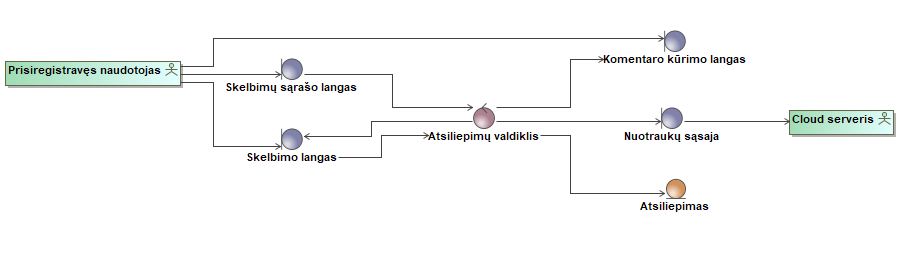 Komentaro kūrimo langas
Prisiregistravęs naudotojas
Skelbimų sąrašo langas
Cloud serveris
Atsiliepimų valdiklis
Nuotraukų sąsaja
Skelbimo langas
Atsiliepimas